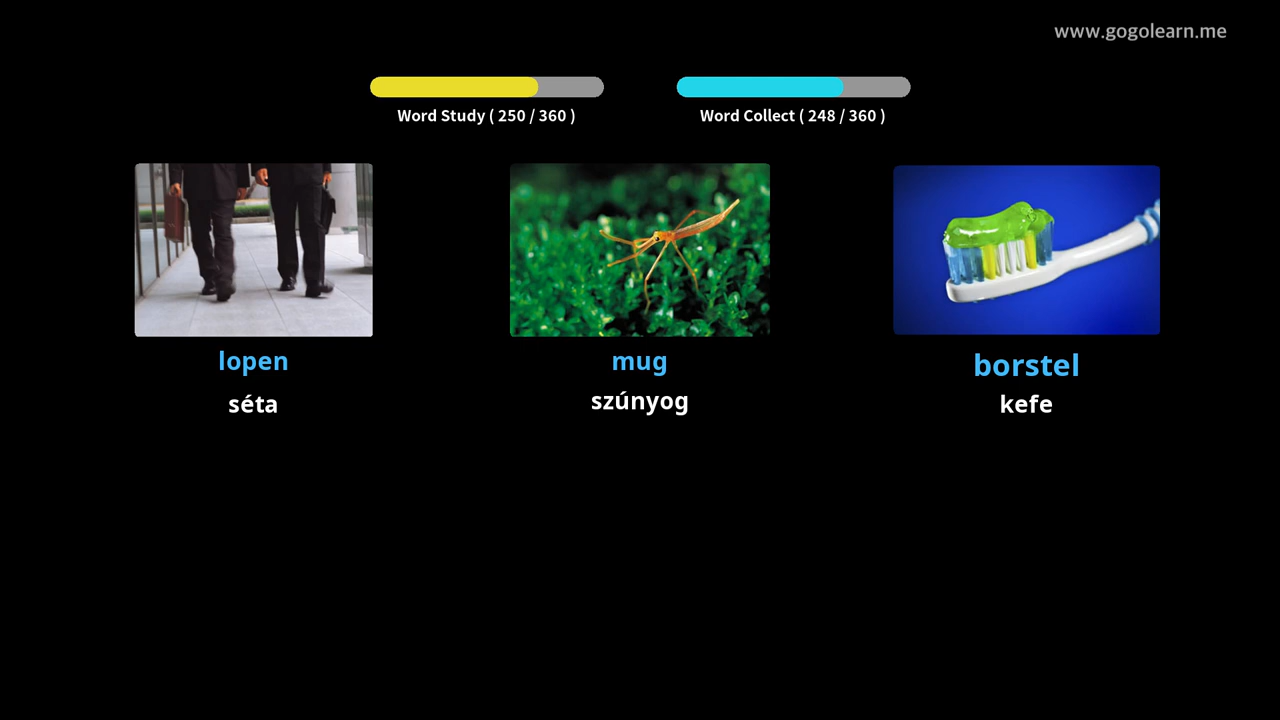 www.gogolearn.me
Word Study ( 250 / 360 )
Word Collect ( 248 / 360 )
lopen
mug
borstel
séta
szúnyog
kefe